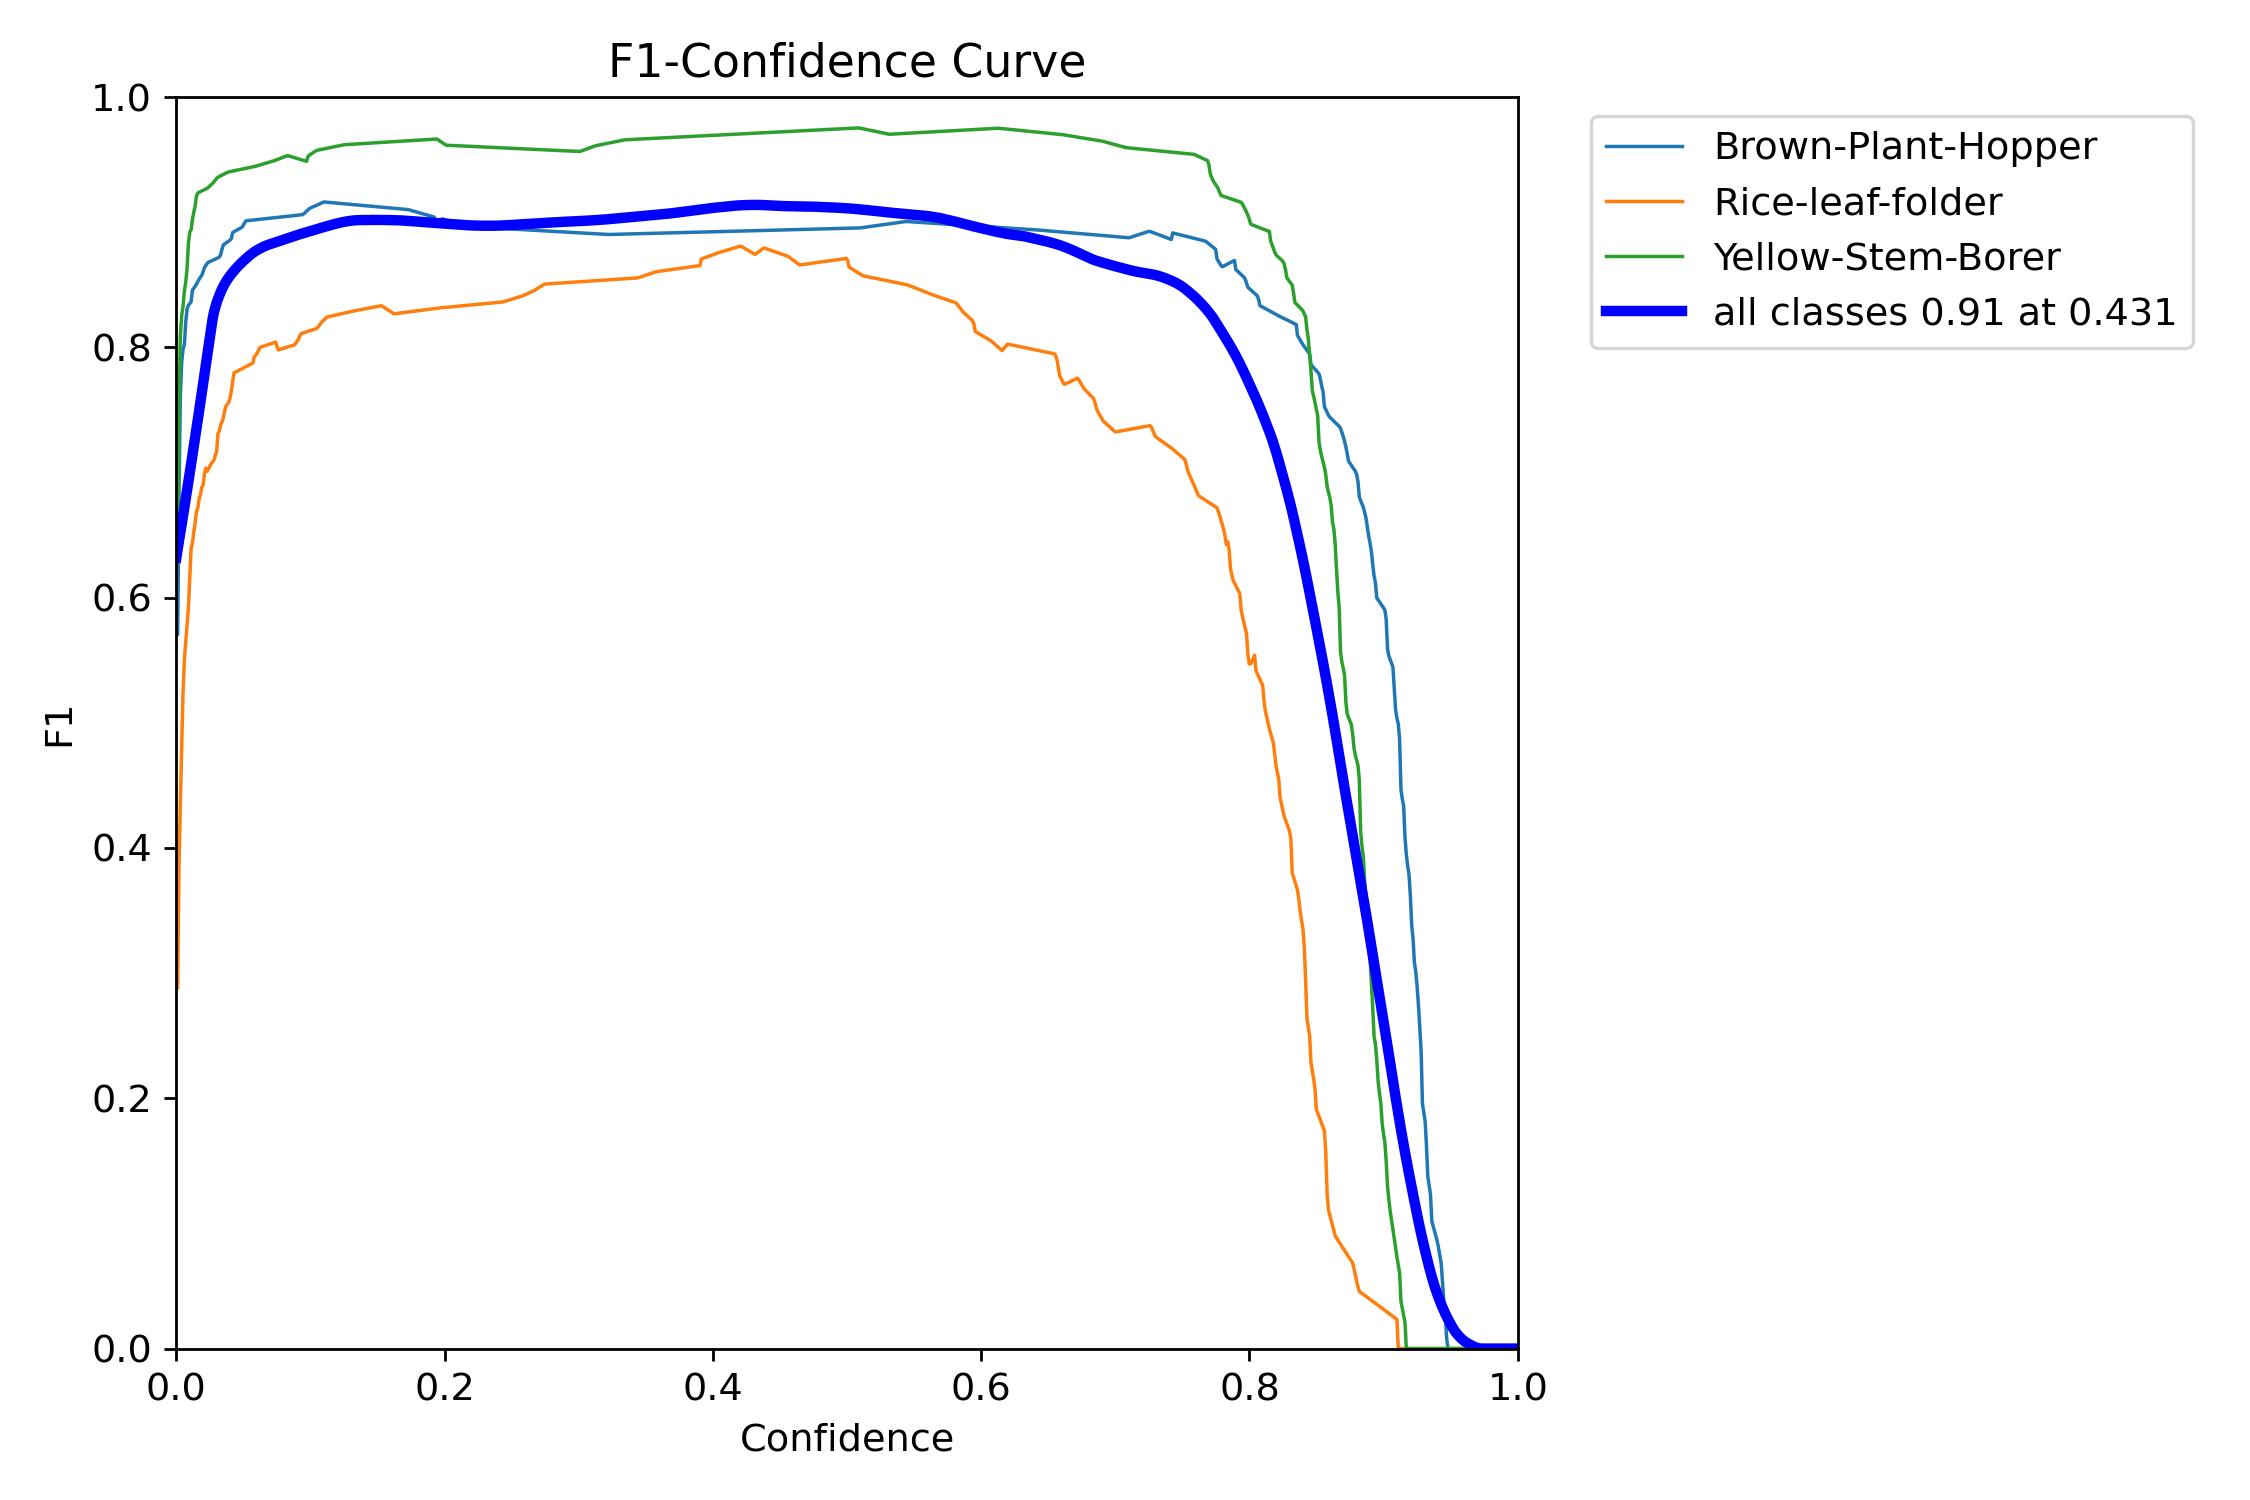 F1-Confidence Curve
1.0
0.8
0.6
0.4
0.2
0.0
F1
0.0 0.2 0.4 0.6 0.8 1.0
Confidence
Brown-Plant-Hopper
Rice-leaf-folder
Yellow-Stem-Borer
all classes 0.91 at 0.431